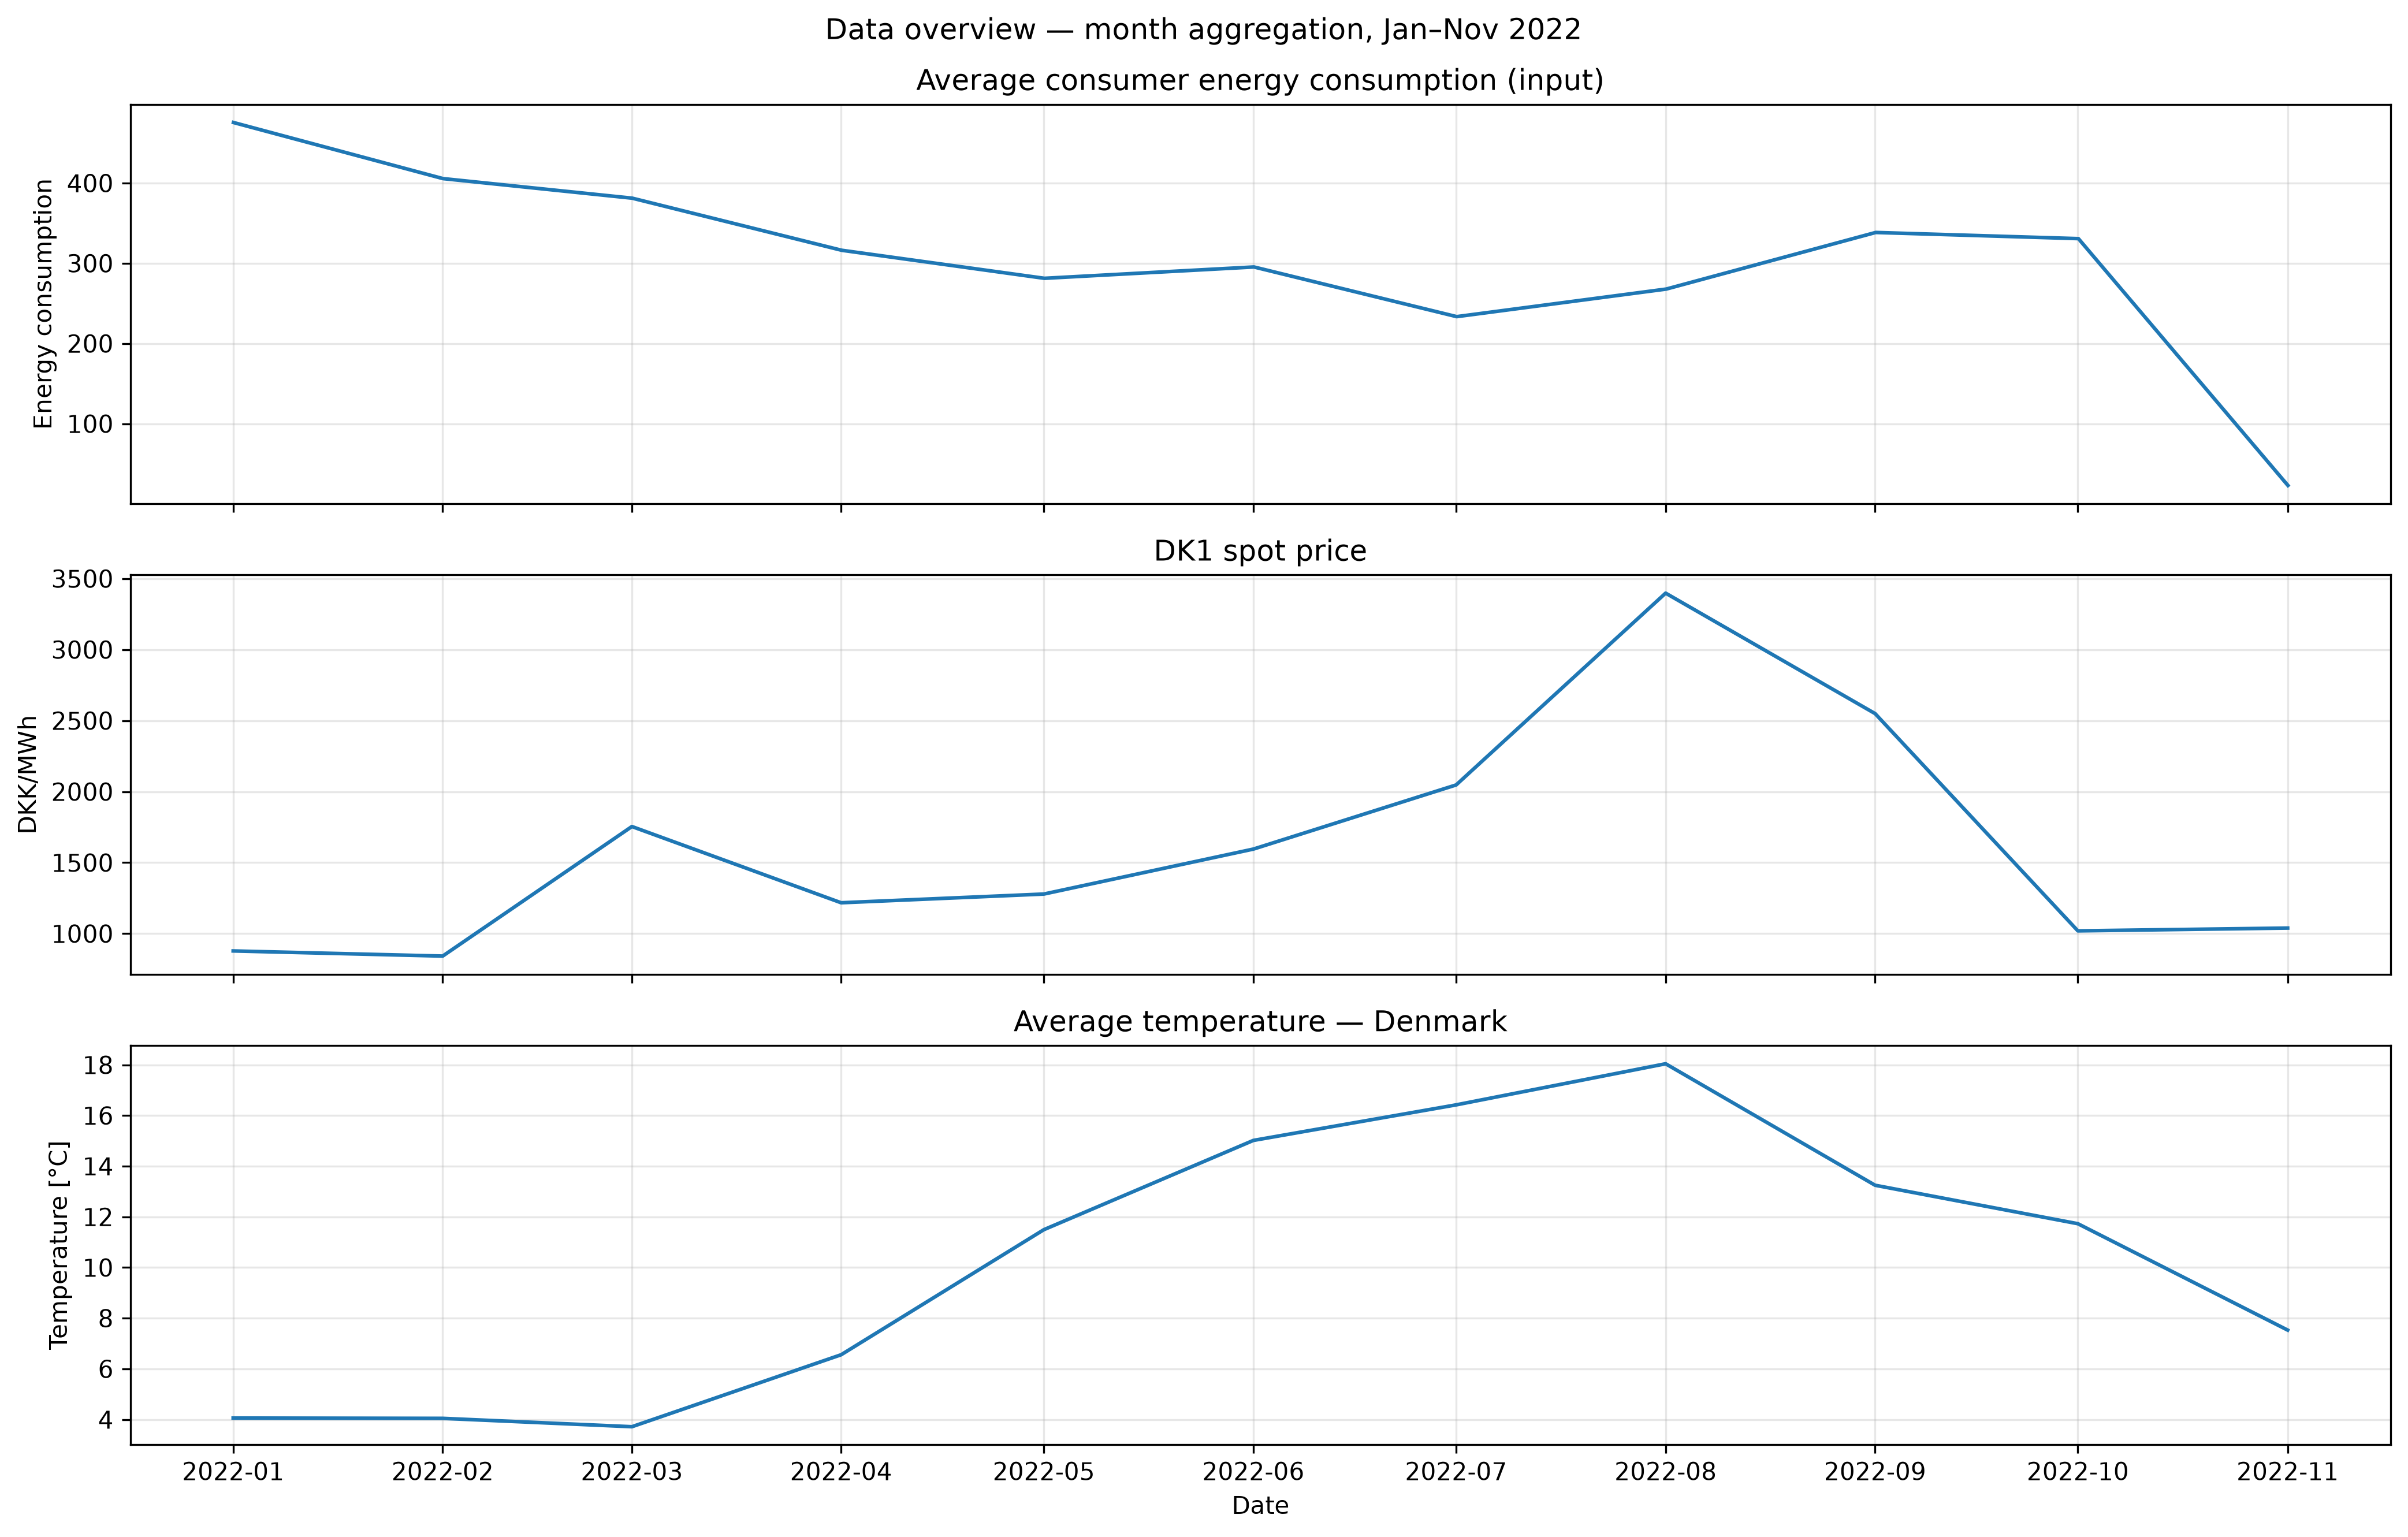 Data overview — month aggregation, Jan–Nov 2022
Average consumer energy consumption (input)
Energy consumption
400
300
200
100
DK1 spot price
DKK/MWh
3500
3000
2500
2000
1500
1000
Average temperature — Denmark
Temperature [°C]
18
16
14
12
10
8
6
4
2022-01 2022-02 2022-03 2022-04 2022-05 2022-06 2022-07 2022-08 2022-09 2022-10 2022-11
Date